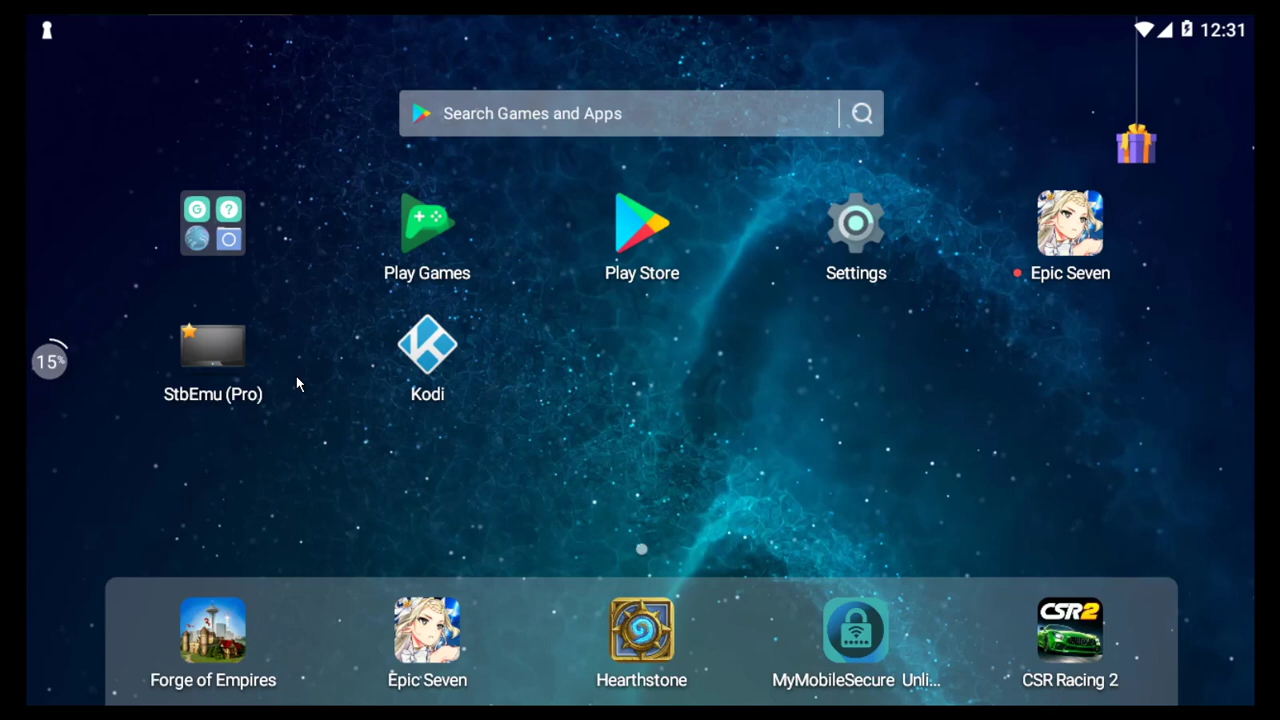 12:31
Search Games and Apps
Play Games
Play Store
Settings
Epic Seven
15%
StbEmu (Pro)
Kodi
Forge of Empires
Epic Seven
Hearthstone
MyMobileSecure Unli...
CSR2
CSR Racing 2